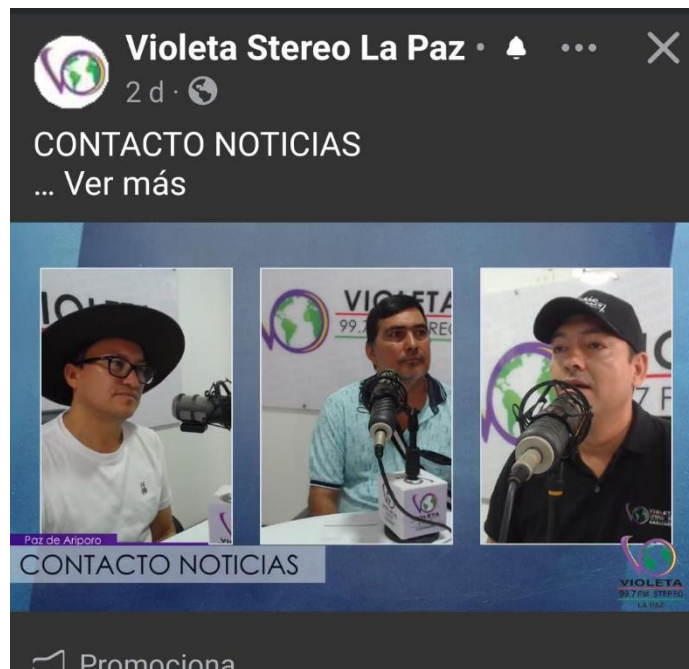 Violeta Stereo La Paz
2 d
CONTACTO NOTICIAS
... Ver más
VIOLETA
99.7
VIOLETA
Paz de Ariporo
CONTACTO NOTICIAS
VIOLETA
99.7 FM STEREO
LA PAZ
Promociona